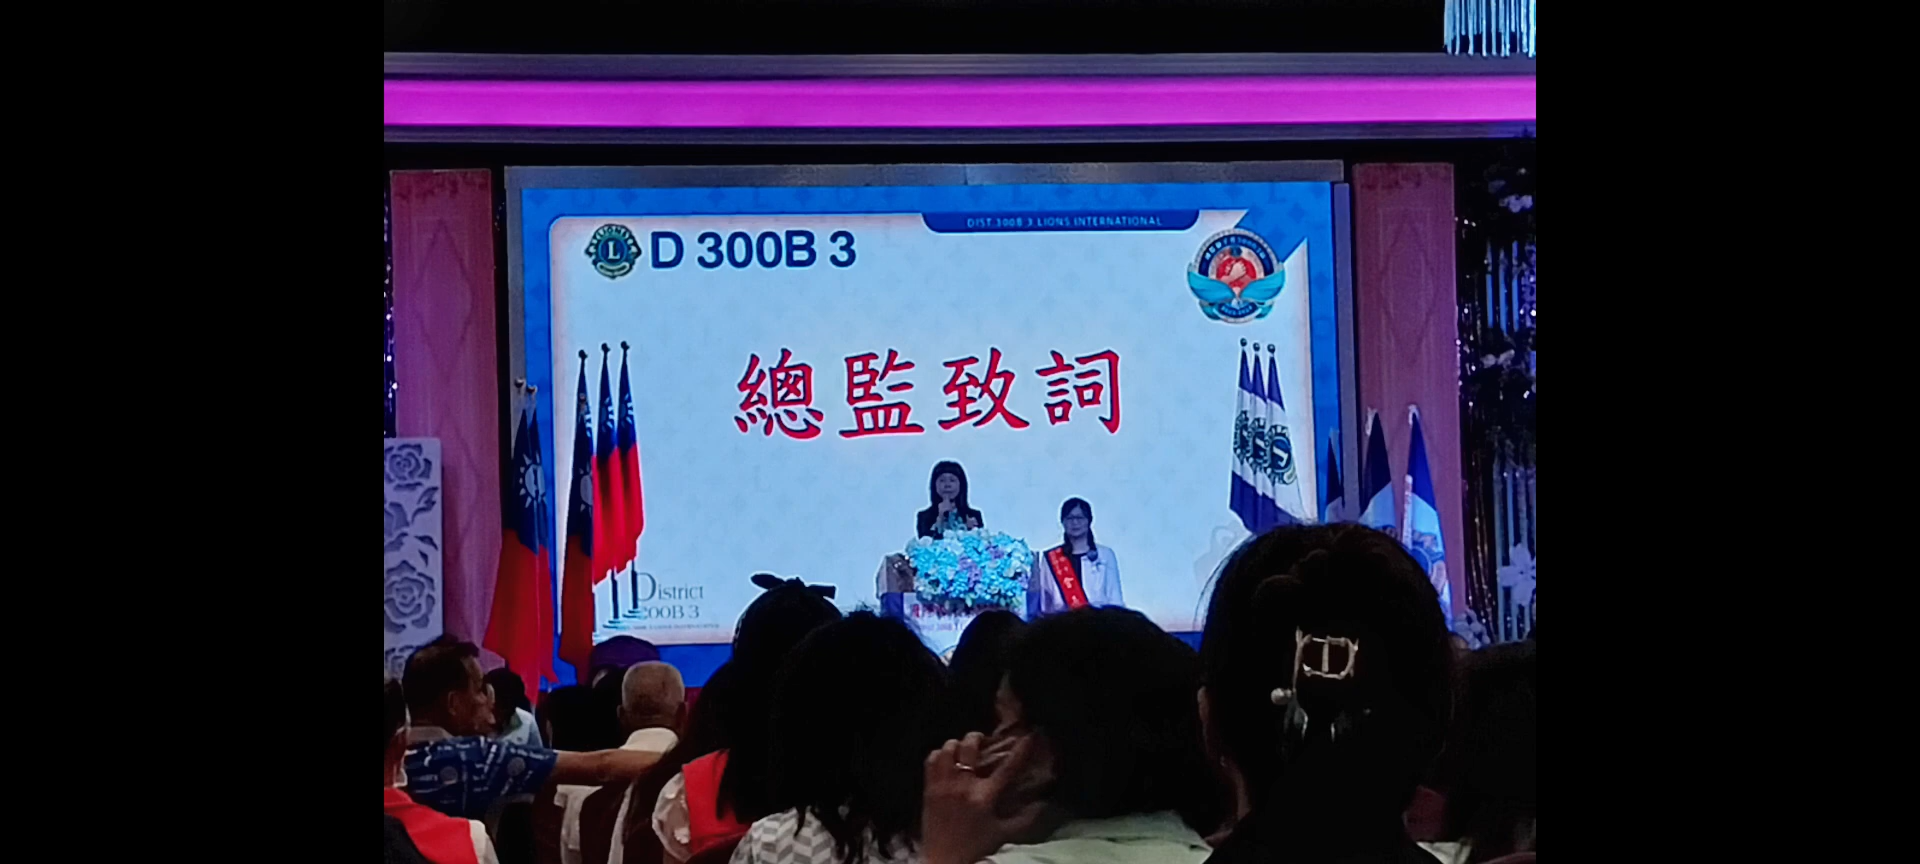 DIST.300B 3 LIONS INTERNATIONAL
L
D 300B 3
總監致詞
District
300B 3